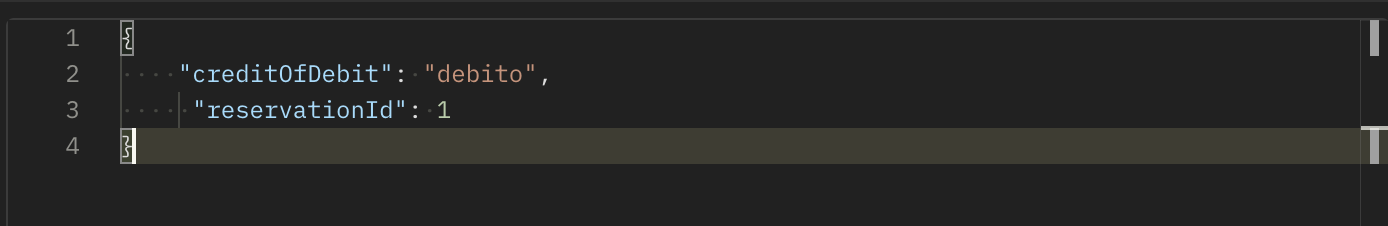 1 {
2 "creditOfDebit": "debito",
3 "reservationId": 1
4 }